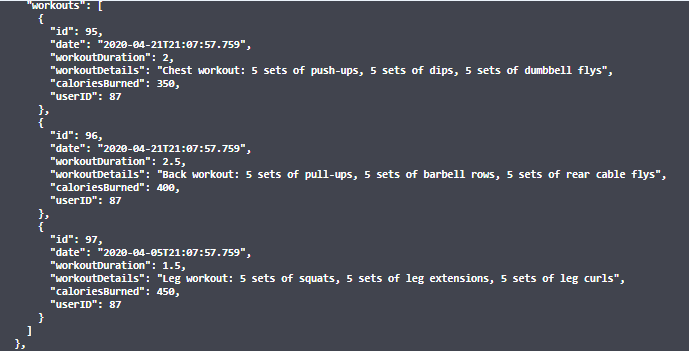 "workouts": [
{
"id": 95,
"date": "2020-04-21T21:07:57.759",
"workoutDuration": 2,
"workoutDetails": "Chest workout: 5 sets of push-ups, 5 sets of dips, 5 sets of dumbbell flys",
"caloriesBurned": 350,
"userID": 87
},
{
"id": 96,
"date": "2020-04-21T21:07:57.759",
"workoutDuration": 2.5,
"workoutDetails": "Back workout: 5 sets of pull-ups, 5 sets of barbell rows, 5 sets of rear cable flys",
"caloriesBurned": 400,
"userID": 87
},
{
"id": 97,
"date": "2020-04-05T21:07:57.759",
"workoutDuration": 1.5,
"workoutDetails": "Leg workout: 5 sets of squats, 5 sets of leg extensions, 5 sets of leg curls",
"caloriesBurned": 450,
"userID": 87
}
]
},